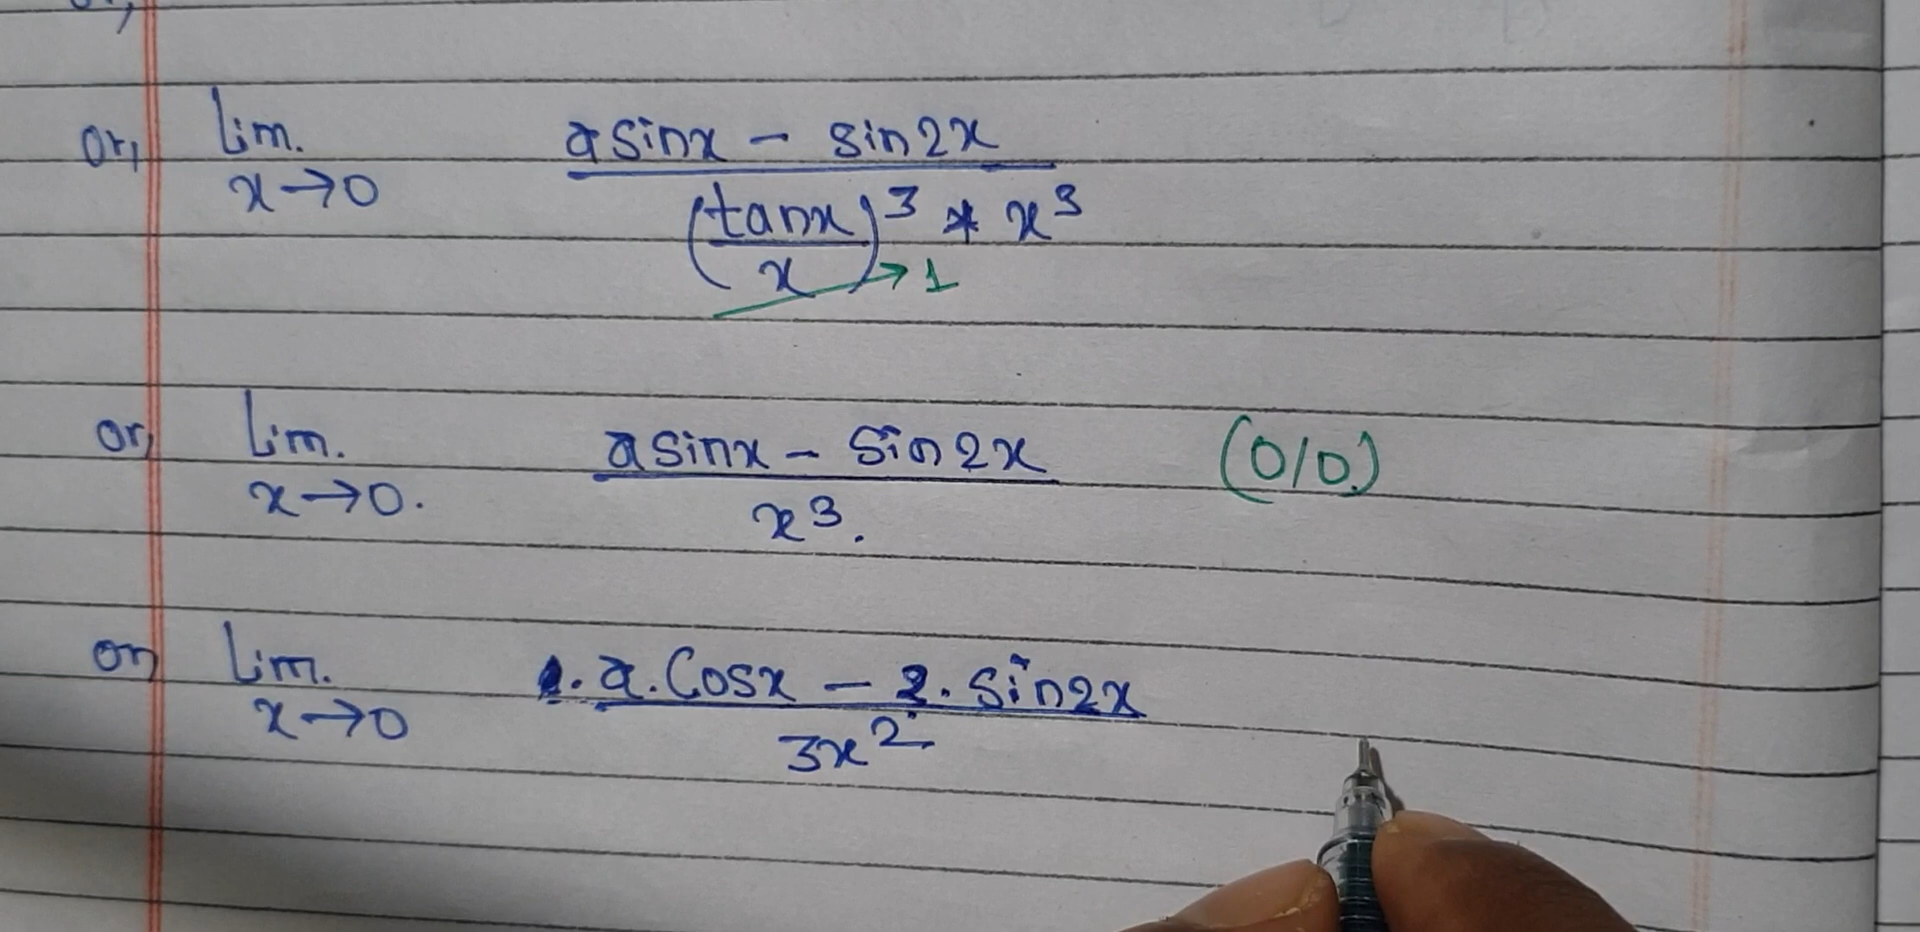 or, lim. x→0 (a sinx - sin2x) / ((tanx/x)³ * x³) → 1
or, lim. x→0. (a sinx - sin2x) / x³. (0/0)
or, lim. x→0 (a. Cosx - 2. sin2x) / 3x²